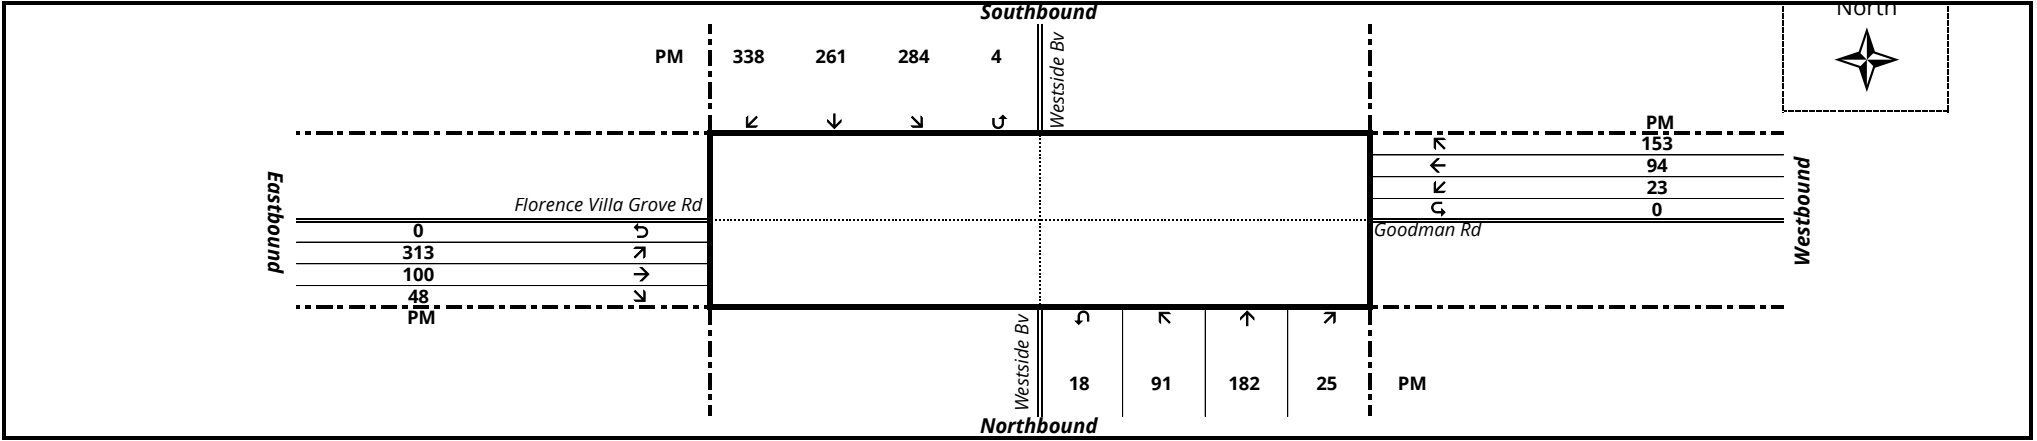 Southbound
North
PM 338 261 284 4
Westside Bv
PM
153
94
23
0
Goodman Rd
Westbound
Eastbound
Florence Villa Grove Rd
0
313
100
48
PM
Westside Bv
18 91 182 25 PM
Northbound